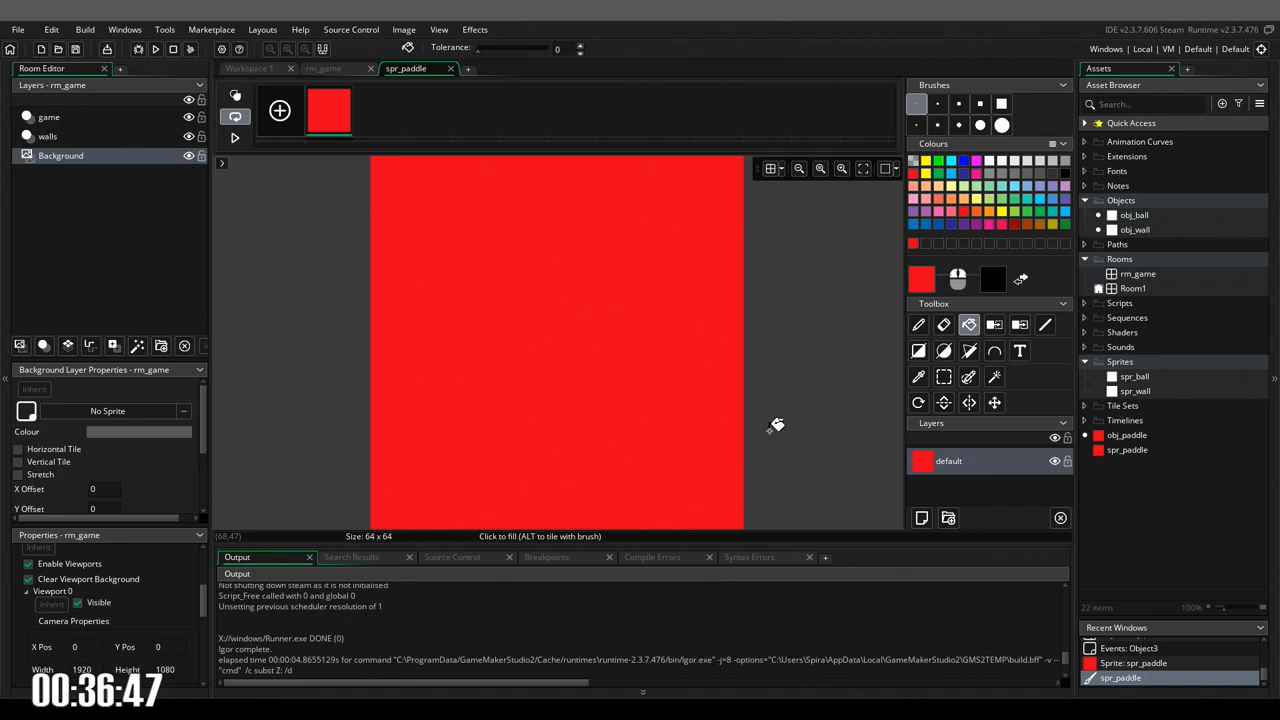 IDE v2.3.7.606 Steam Runtime v2.3.7.476
File Edit Build Windows Tools Marketplace Layouts Help Source Control Image View Effects
Tolerance: 0
Windows | Local | VM | Default | Default
Room Editor
Layers - rm_game
game
walls
Background
Background Layer Properties - rm_game
Inherit
No Sprite
Colour
Horizontal Tile
Vertical Tile
Stretch
X Offset 0
Y Offset 0
Properties - rm_game
Inherit
Enable Viewports
Clear Viewport Background
Viewport 0
Inherit Visible
Camera Properties
X Pos 0 Y Pos 0
Width 1920 Height 1080
00:36:47
Workspace 1 rm_game spr_paddle
(68,47) Size: 64 x 64 Click to fill (ALT to tile with brush)
Output Search Results Source Control Breakpoints Compile Errors Syntax Errors
Output
Not shutting down steam as it is not initialised
Script_Free called with 0 and global 0
Unsetting previous scheduler resolution of 1
X://windows/Runner.exe DONE (0)
Igor complete.
elapsed time 00:00:04.8655129s for command "C:\ProgramData/GameMakerStudio2/Cache/runtimes\runtime-2.3.7.476/bin/Igor.exe" -j=8 -options="C:\Users\Spira\AppData\Local\GameMakerStudio2\GMS2TEMP\build.bff" -v --
"cmd" /c subst Z: /d
Brushes
Colours
Toolbox
T
Layers
default
Assets
Asset Browser
Search...
Quick Access
Animation Curves
Extensions
Fonts
Notes
Objects
obj_ball
obj_wall
Paths
Rooms
rm_game
Room1
Scripts
Sequences
Shaders
Sounds
Sprites
spr_ball
spr_wall
Tile Sets
Timelines
obj_paddle
spr_paddle
22 items 100%
Recent Windows
Events: Object3
Sprite: spr_paddle
spr_paddle